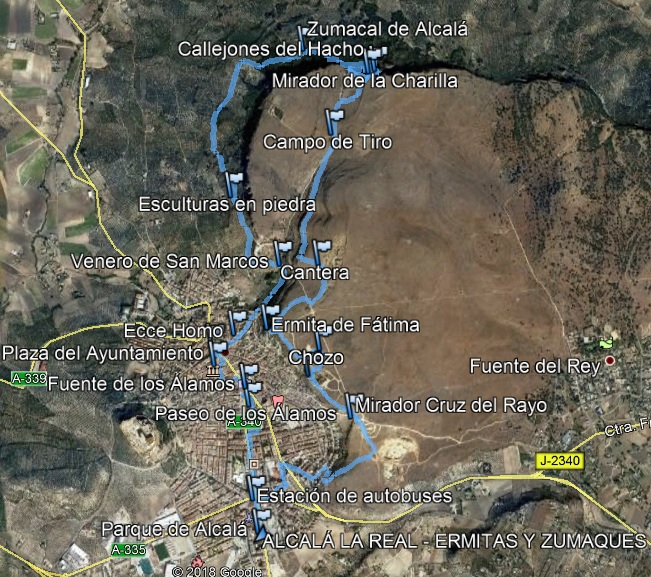 Zumacal de Alcalá
Callejones del Hacho
Mirador de la Charilla
Campo de Tiro
Esculturas en piedra
Venero de San Marcos
Cantera
Ecce Homo
Ermita de Fátima
Plaza del Ayuntamiento
Chozo
Fuente del Rey
A-339
Fuente de los Álamos
Paseo de los Álamos
Mirador Cruz del Rayo
A-340
Ctra.
J-2340
Estación de autobuses
Parque de Alcalá
ALCALÁ LA REAL - ERMITAS Y ZUMAQUES
A-335
© 2018 Google